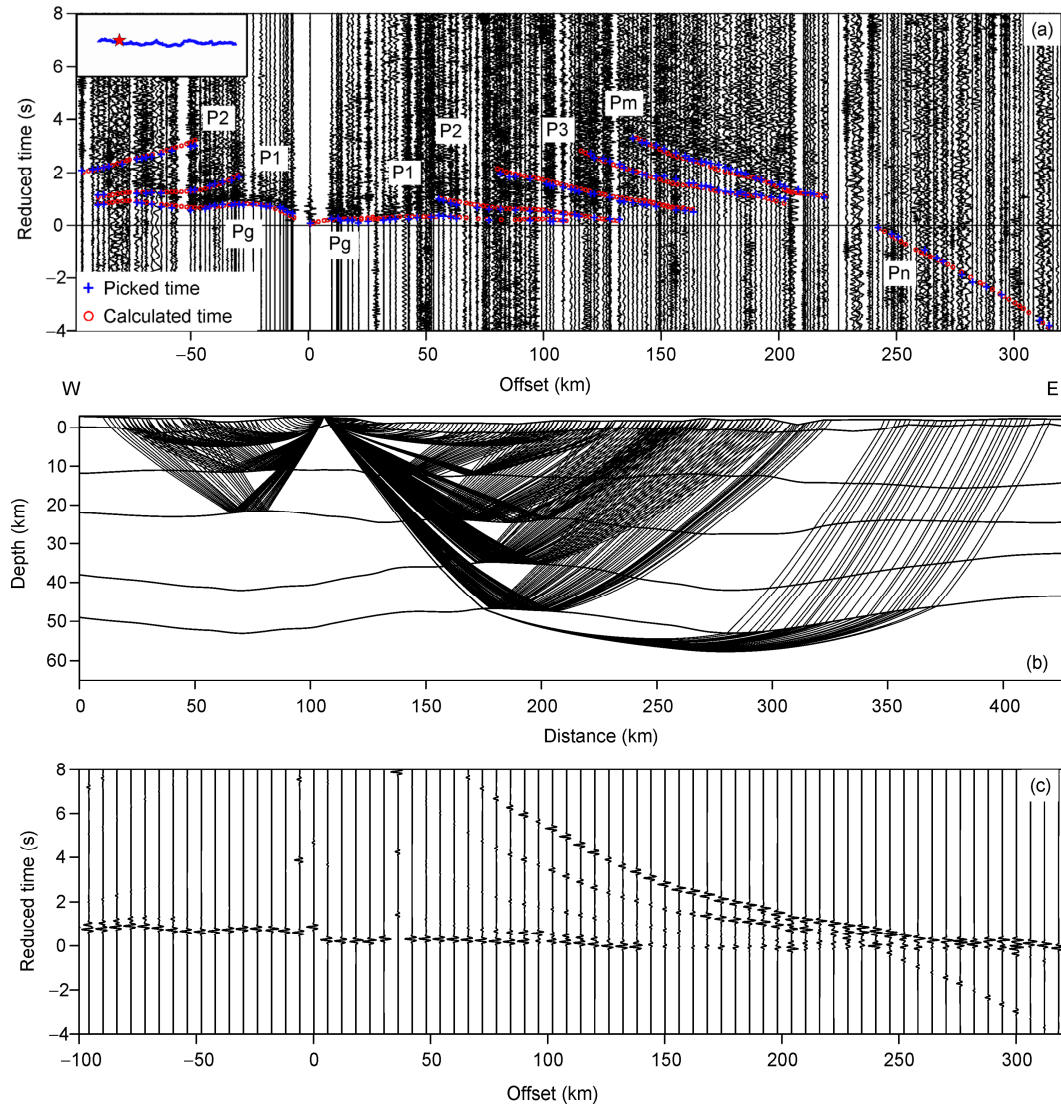 8
(a)
6
P2
Pm
4
P2
P3
P1
P1
2
Reduced time (s)
0
Pg
Pg
−2
+ Picked time
Pn
○ Calculated time
−4
−50
0
50
100
150
200
250
300
W
Offset (km)
E
0
10
20
30
40
50
60
Depth (km)
(b)
0
50
100
150
200
250
300
350
400
Distance (km)
8
(c)
6
4
2
0
−2
−4
Reduced time (s)
−100
−50
0
50
100
150
200
250
300
Offset (km)